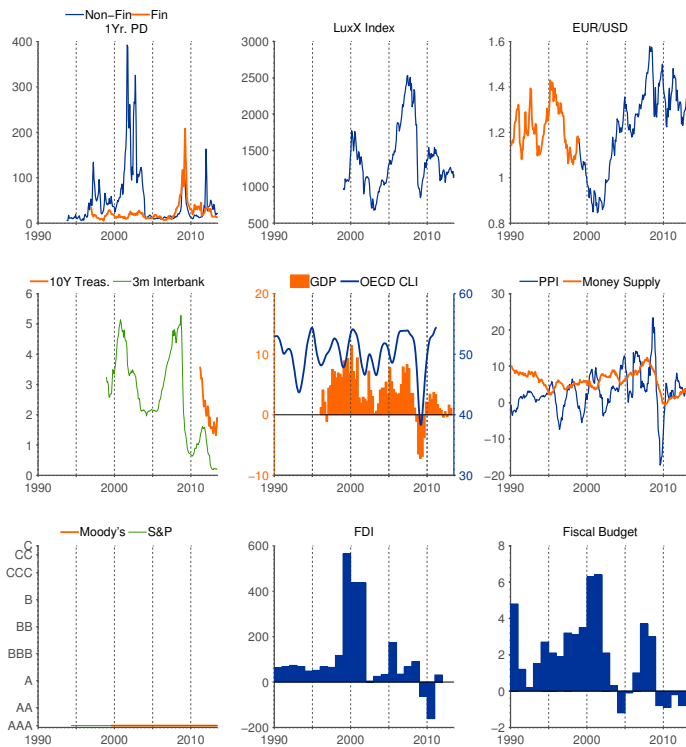 Non-Fin Fin
1Yr. PD
400
300
200
100
0
1990 2000 2010
LuxX Index
3000
2500
2000
1500
1000
500
1990 2000 2010
EUR/USD
1.6
1.4
1.2
1
0.8
1990 2000 2010
10Y Treas. 3m Interbank
6
5
4
3
2
1
0
1990 2000 2010
GDP OECD CLI
20 60
10 50
0 40
−10 30
1990 2000 2010
PPI Money Supply
30
20
10
0
−10
−20
1990 2000 2010
Moody's S&P
C
CC
CCC
B
BB
BBB
A
AA
AAA
1990 2000 2010
FDI
600
400
200
0
−200
1990 2000 2010
Fiscal Budget
8
6
4
2
0
−2
1990 2000 2010